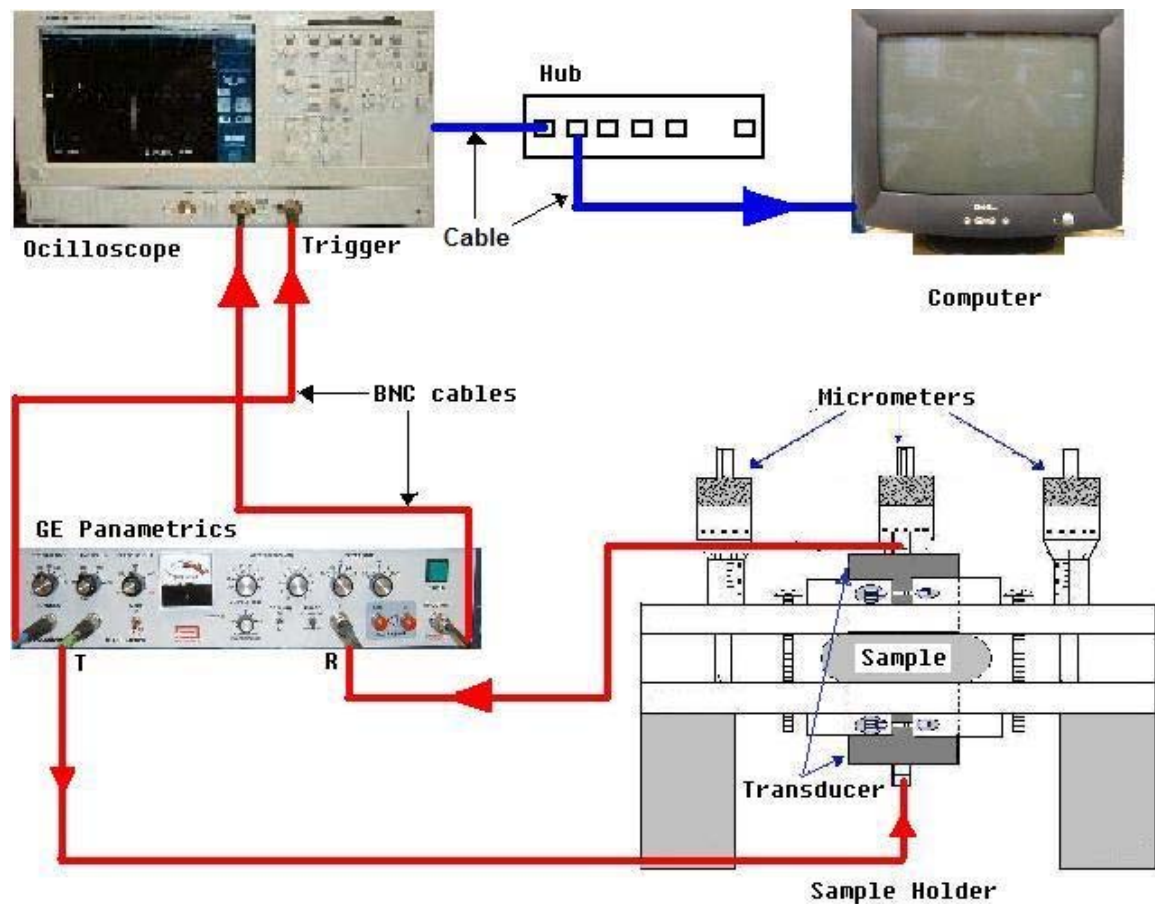 Hub
Cable
Ocilloscope
Trigger
Computer
BNC cables
Micrometers
GE Panametrics
T
R
Sample
Transducer
Sample Holder